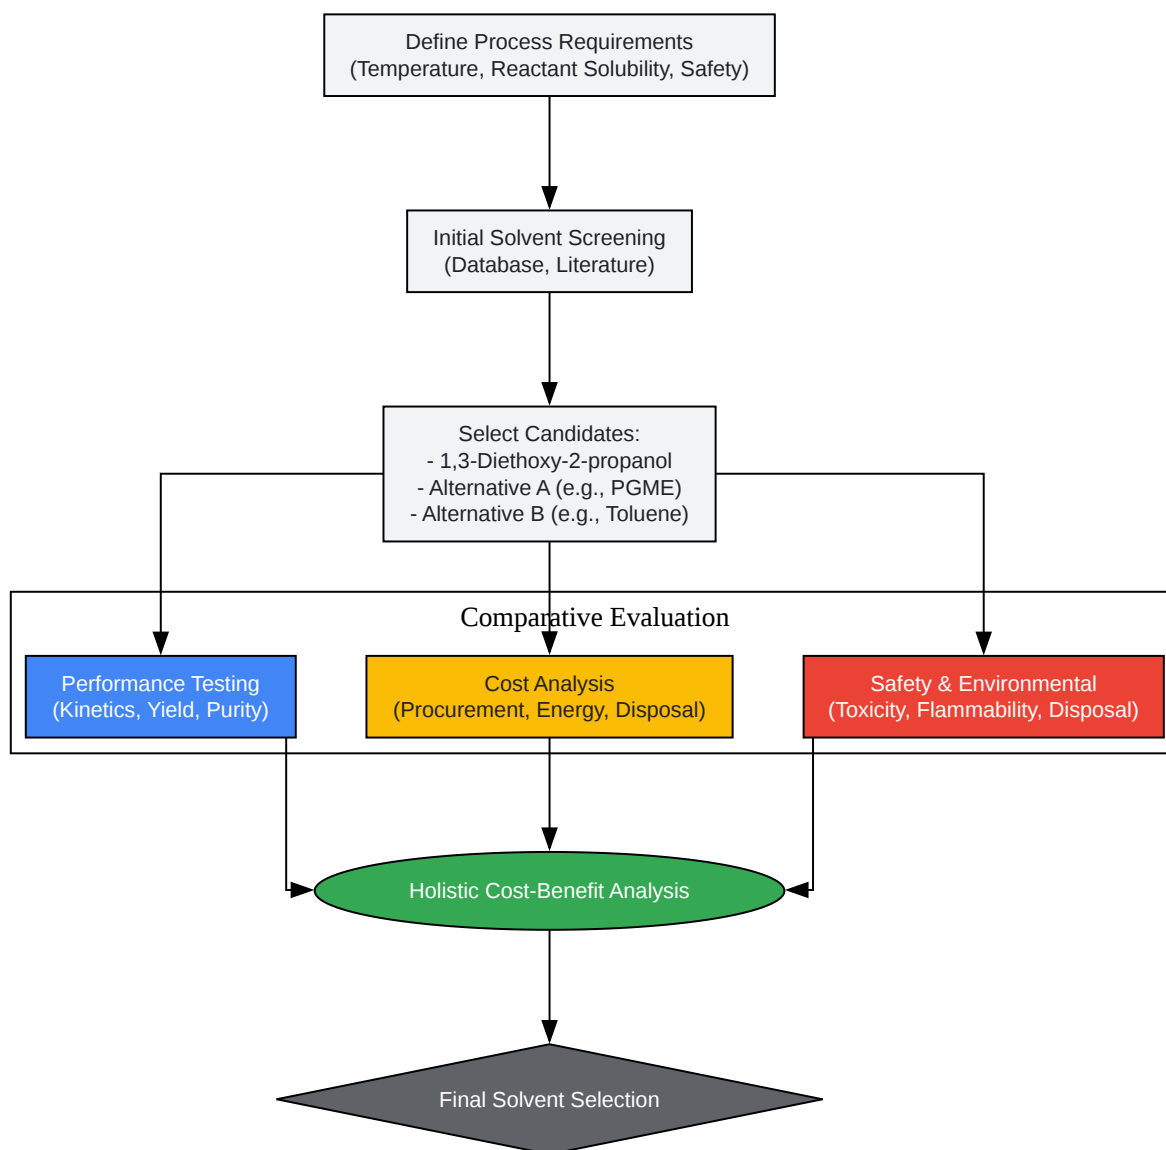 Define Process Requirements
(Temperature, Reactant Solubility, Safety)
Initial Solvent Screening
(Database, Literature)
Select Candidates:
- 1,3-Diethoxy-2-propanol
- Alternative A (e.g., PGME)
- Alternative B (e.g., Toluene)
Comparative Evaluation
Performance Testing
(Kinetics, Yield, Purity)
Cost Analysis
(Procurement, Energy, Disposal)
Safety & Environmental
(Toxicity, Flammability, Disposal)
Holistic Cost-Benefit Analysis
Final Solvent Selection